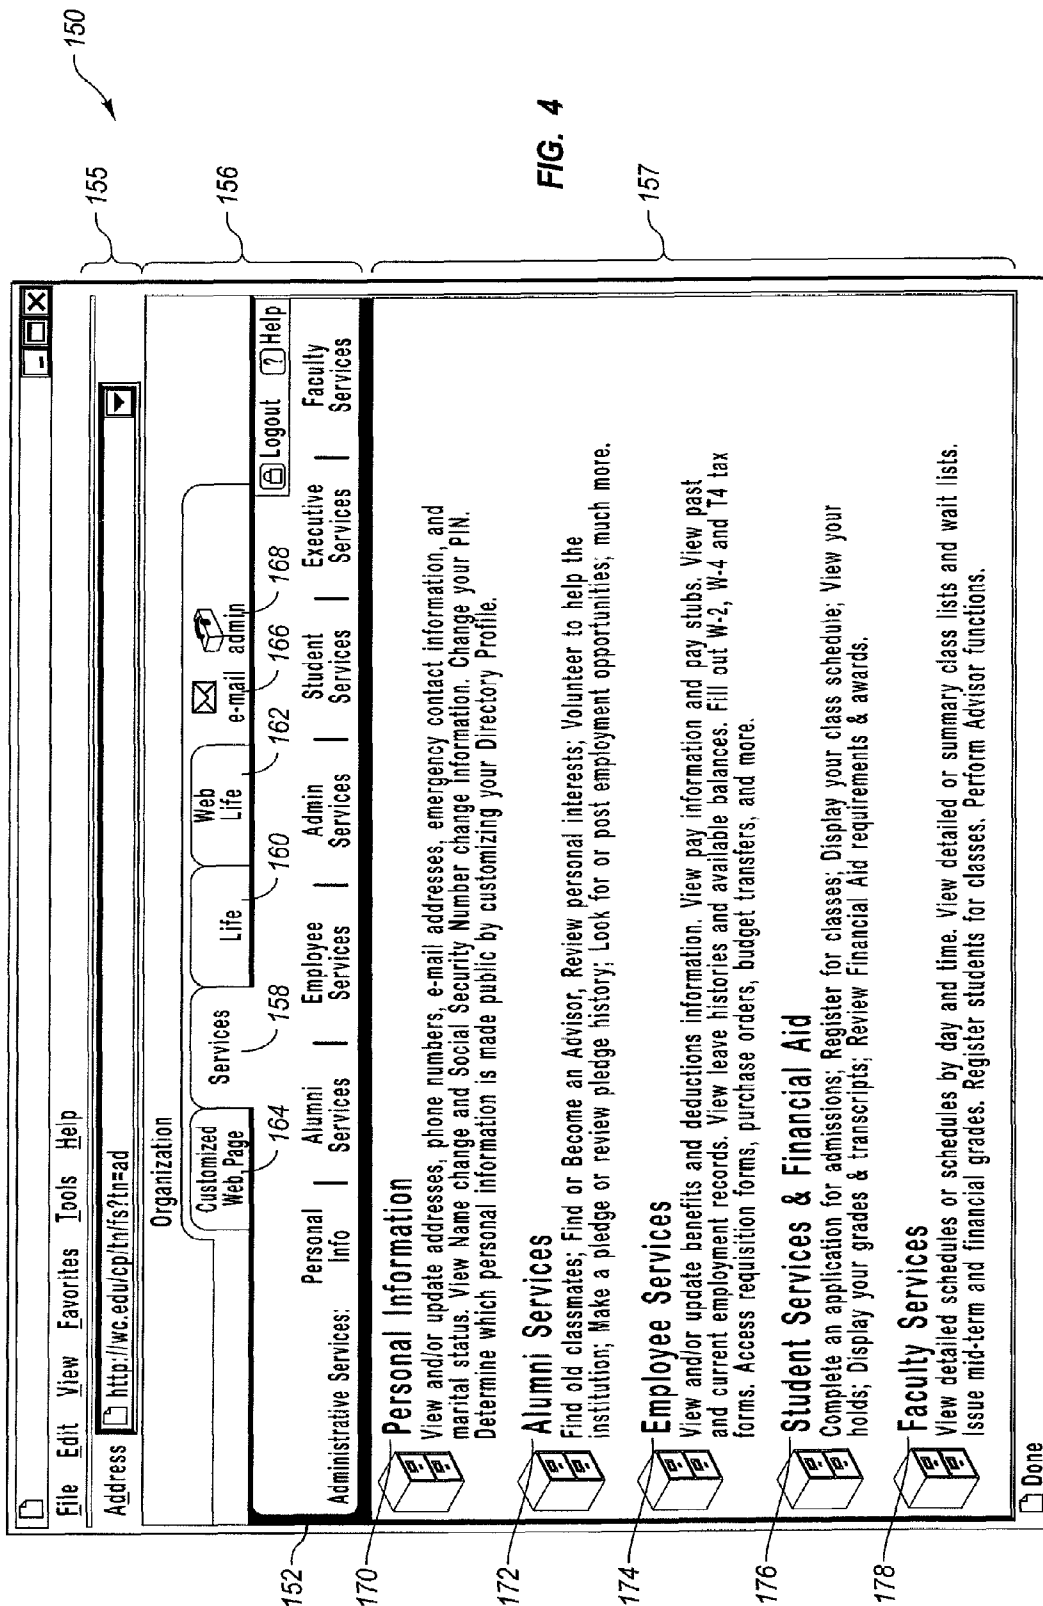 150
File Edit View Favorites Tools Help
Address http://wc.edu/cp/tn/fs?tn=ad
155
Organization
Customized
Web Page
Services
Life
Web
Life
e-mail
admin
164
158
160
162
166
168
156
Logout ? Help
Administrative Services:
Personal
Info
|
Alumni
Services
|
Employee
Services
|
Admin
Services
|
Student
Services
|
Executive
Services
|
Faculty
Services
152
FIG. 4
157
170
Personal Information
View and/or update addresses, phone numbers, e-mail addresses, emergency contact information, and
marital status. View Name change and Social Security Number change Information. Change your PIN.
Determine which personal information is made public by customizing your Directory Profile.
172
Alumni Services
Find old classmates; Find or Become an Advisor, Review personal interests; Volunteer to help the
institution; Make a pledge or review pledge history; Look for or post employment opportunities; much more.
174
Employee Services
View and/or update benefits and deductions information. View pay information and pay stubs. View past
and current employment records. View leave histories and available balances. Fill out W-2, W-4 and T4 tax
forms. Access requisition forms, purchase orders, budget transfers, and more.
176
Student Services & Financial Aid
Complete an application for admissions; Register for classes; Display your class schedule; View your
holds; Display your grades & transcripts; Review Financial Aid requirements & awards.
178
Faculty Services
View detailed schedules or schedules by day and time. View detailed or summary class lists and wait lists.
Issue mid-term and financial grades. Register students for classes. Perform Advisor functions.
Done